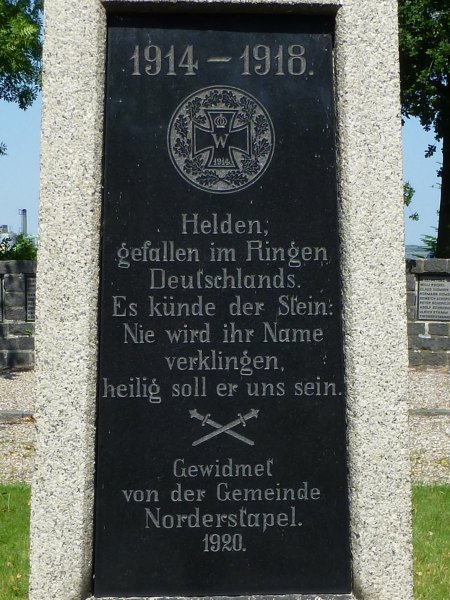 1914 – 1918.
W
1914
Helden,
gefallen im Ringen
Deutschlands.
Es künde der Stein:
Nie wird ihr Name
verklingen,
heilig soll er uns sein.
Gewidmet
von der Gemeinde
Norderstapel.
1920.